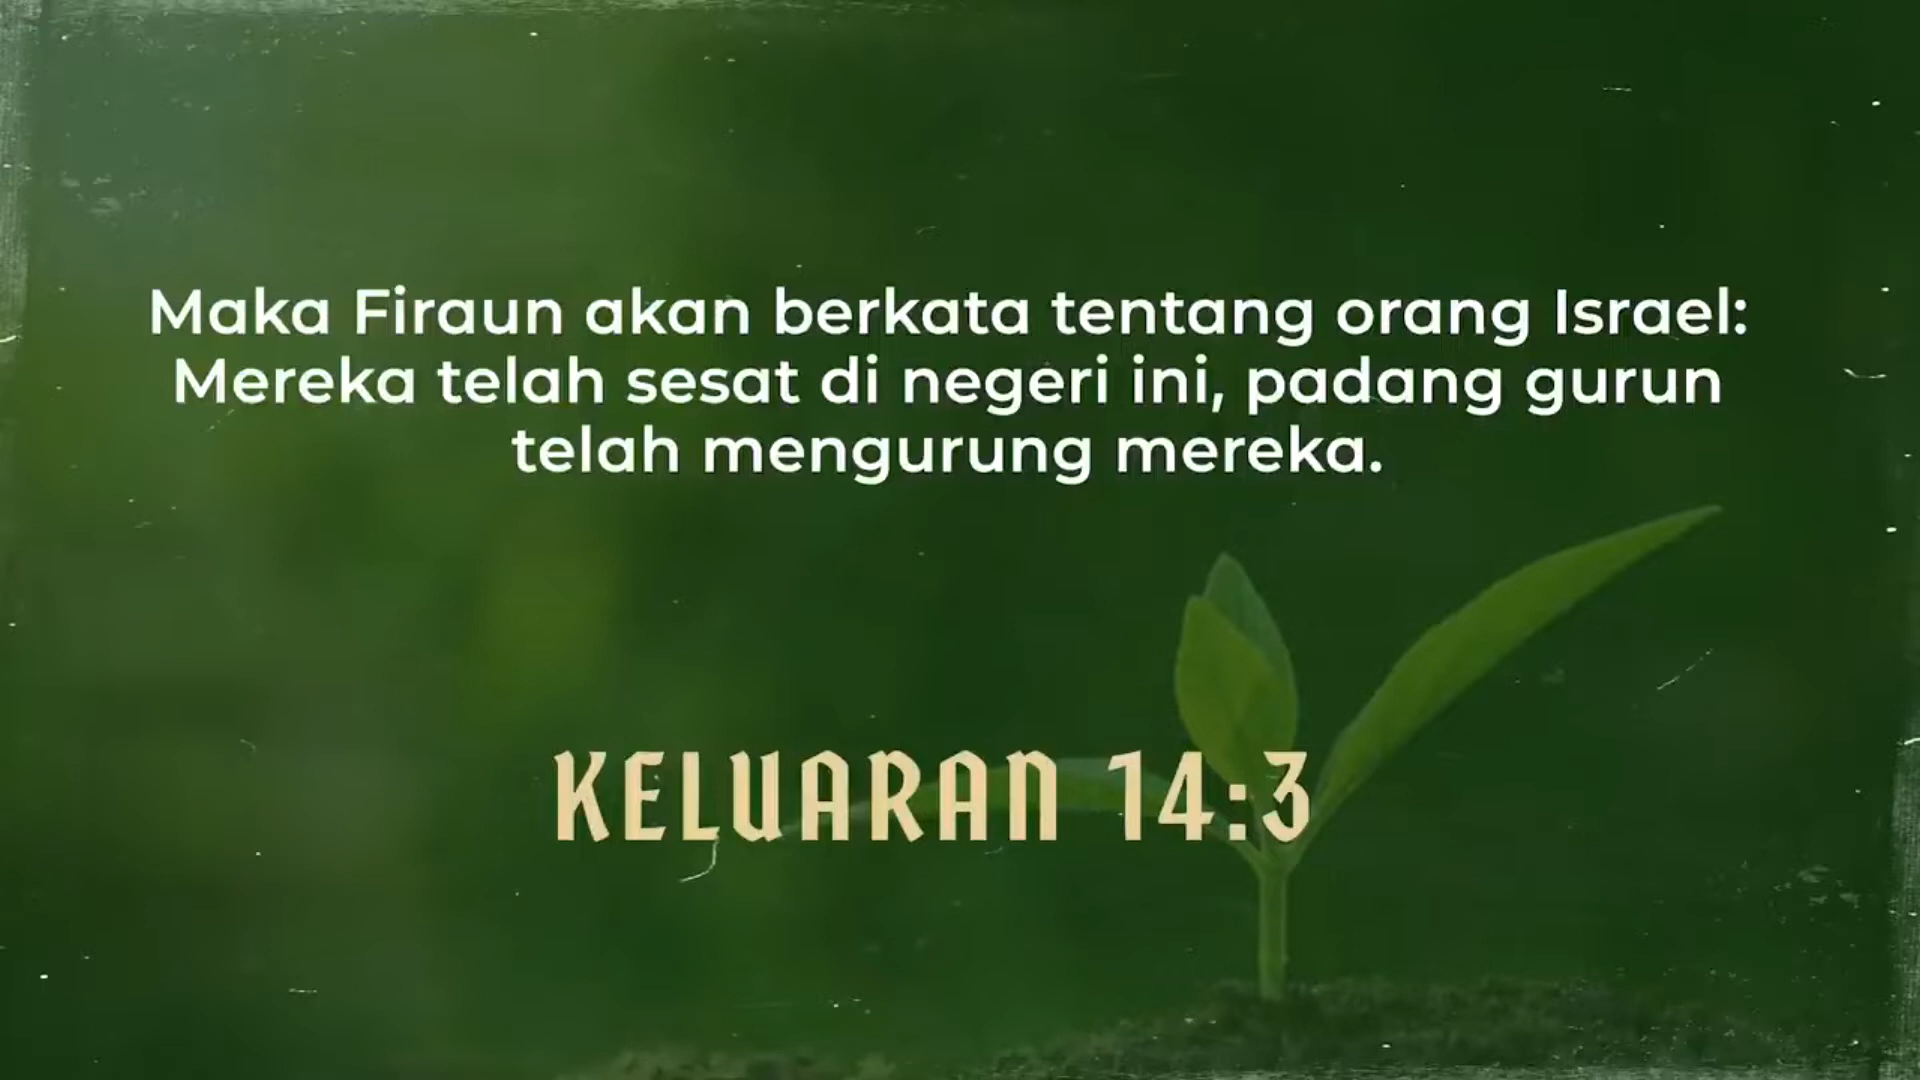 Maka Firaun akan berkata tentang orang Israel:
Mereka telah sesat di negeri ini, padang gurun
telah mengurung mereka.
KELUARAN 14:3